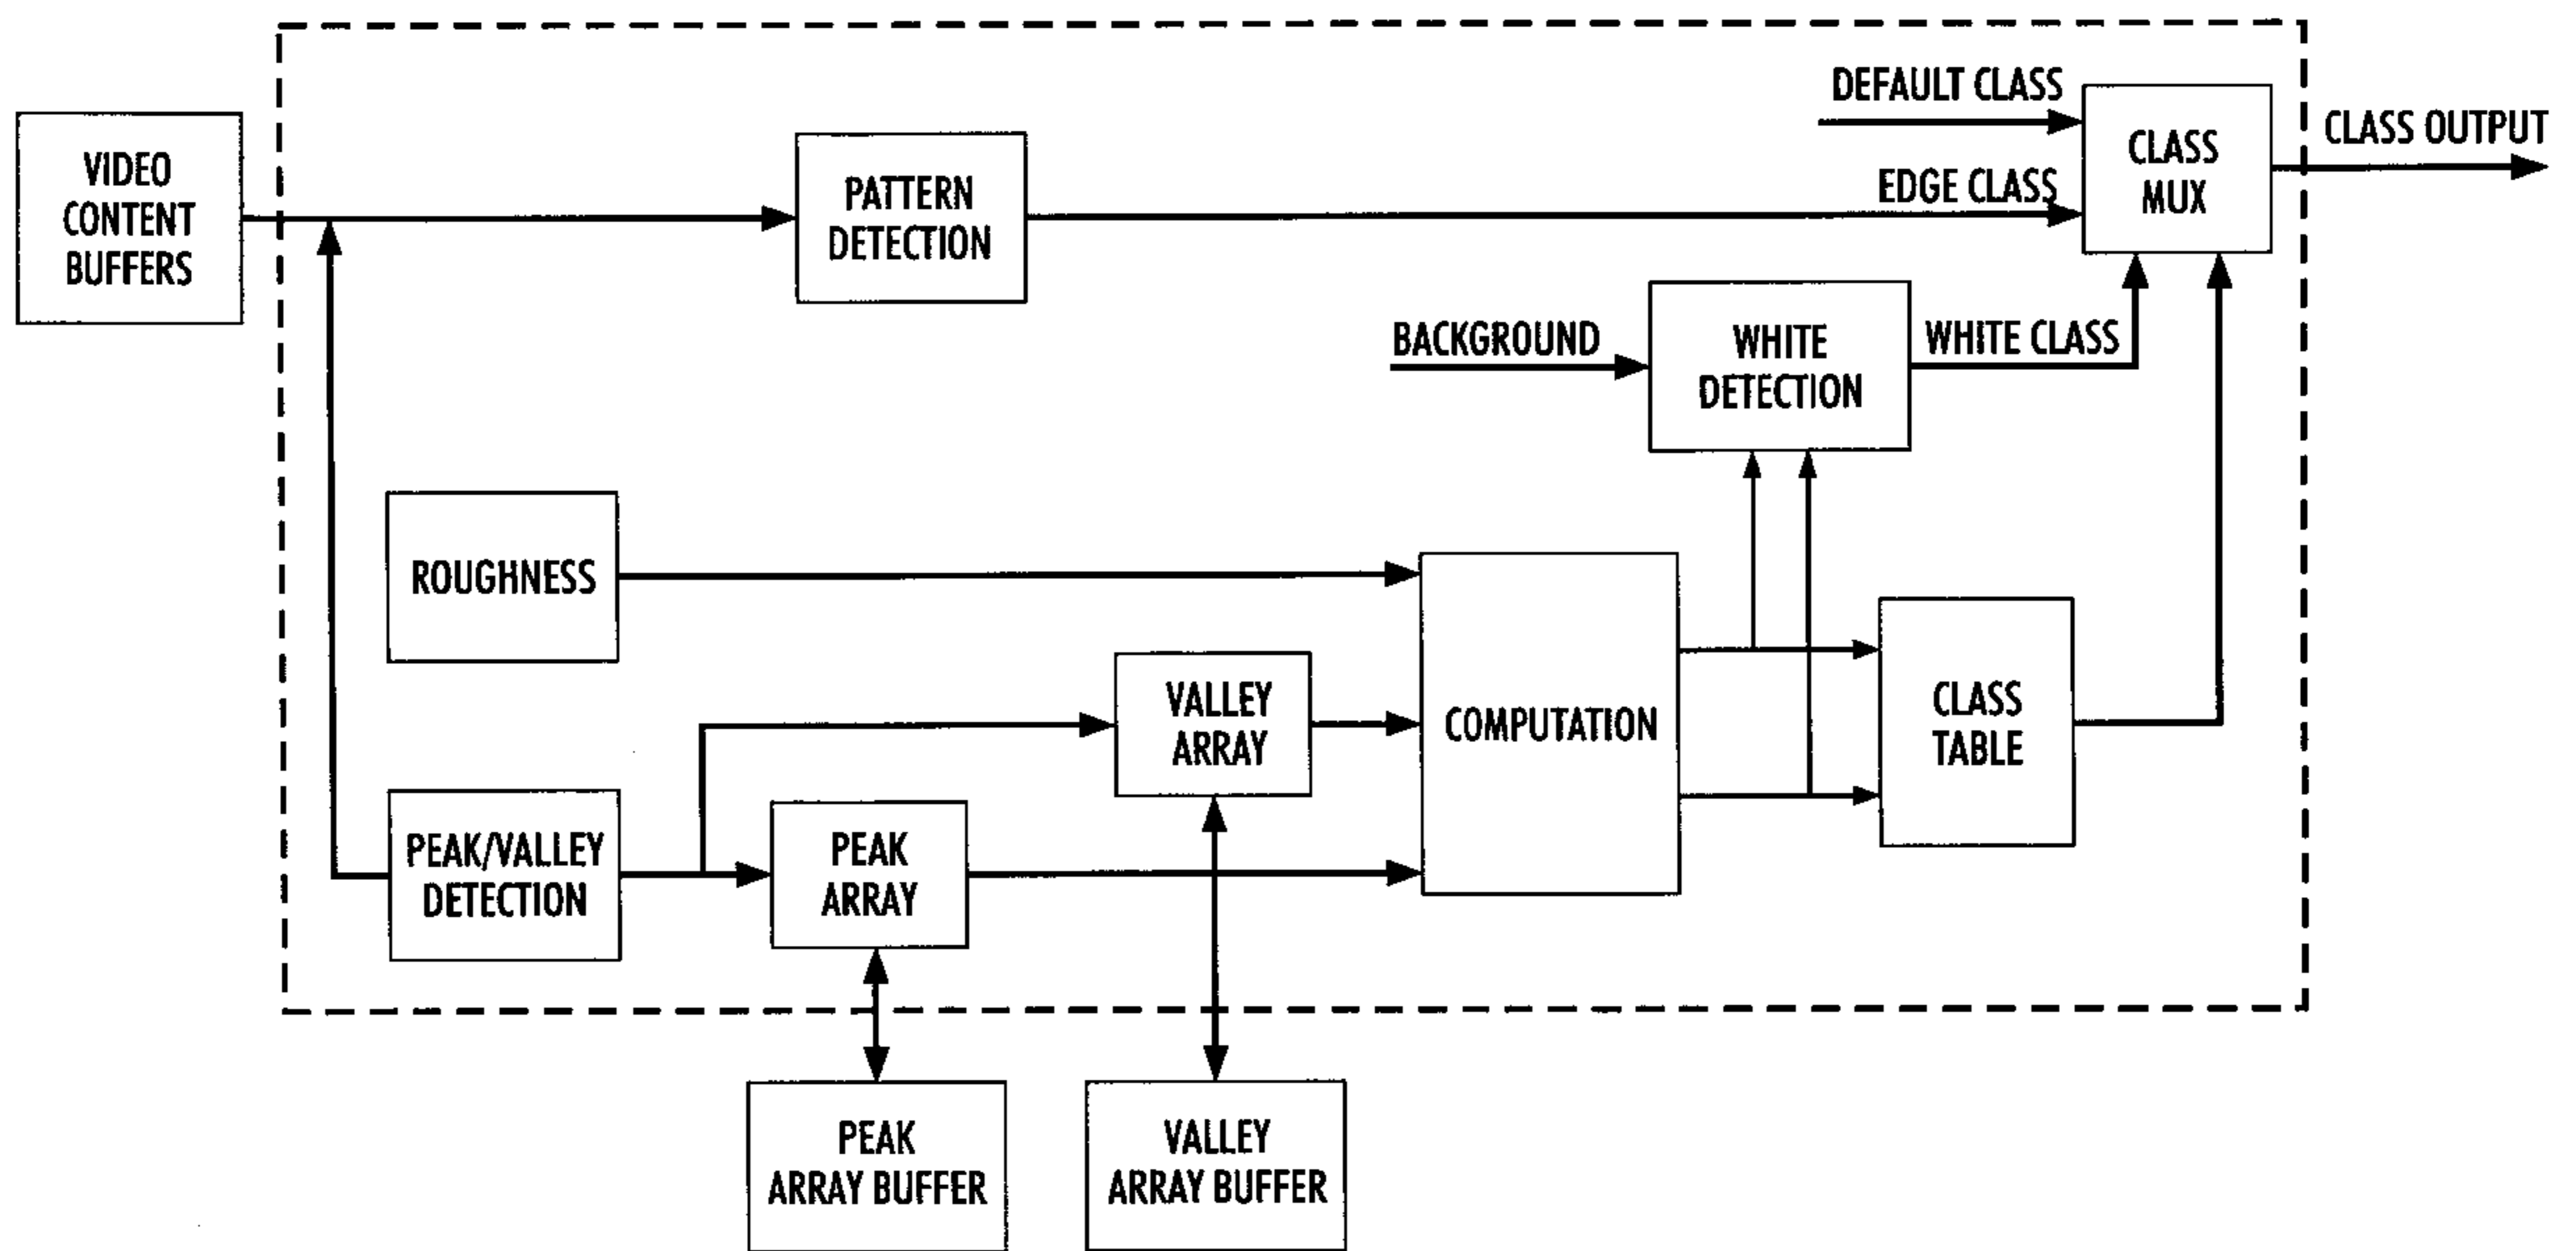 DEFAULT CLASS
CLASS OUTPUT
VIDEO
CONTENT
BUFFERS
PATTERN
DETECTION
EDGE CLASS
CLASS
MUX
BACKGROUND
WHITE
DETECTION
WHITE CLASS
ROUGHNESS
VALLEY
ARRAY
COMPUTATION
CLASS
TABLE
PEAK/VALLEY
DETECTION
PEAK
ARRAY
PEAK
ARRAY BUFFER
VALLEY
ARRAY BUFFER